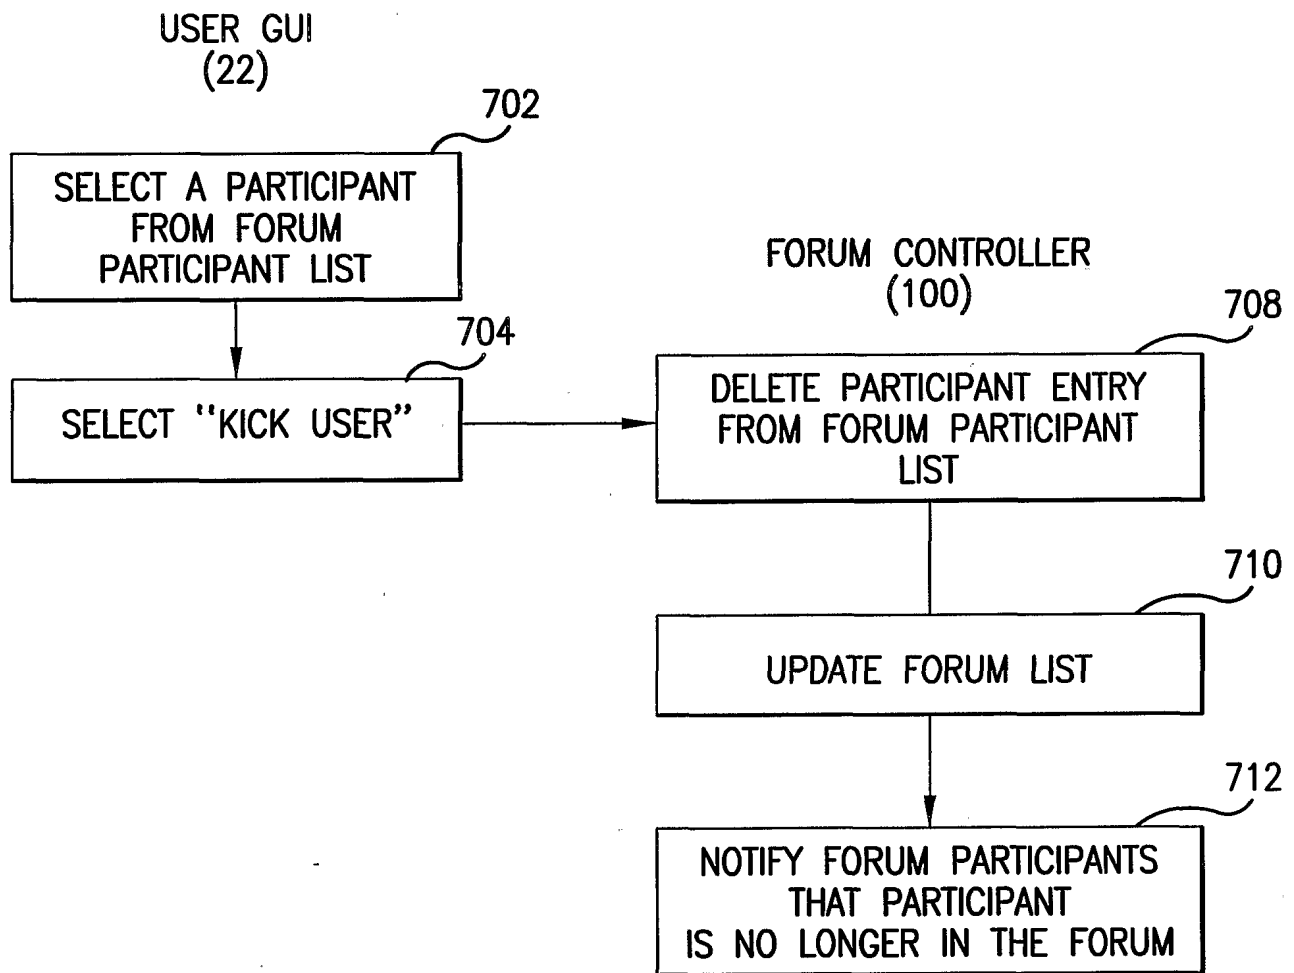 USER GUI
(22)
702
SELECT A PARTICIPANT
FROM FORUM
PARTICIPANT LIST
704
SELECT "KICK USER"
FORUM CONTROLLER
(100)
708
DELETE PARTICIPANT ENTRY
FROM FORUM PARTICIPANT
LIST
710
UPDATE FORUM LIST
712
NOTIFY FORUM PARTICIPANTS
THAT PARTICIPANT
IS NO LONGER IN THE FORUM